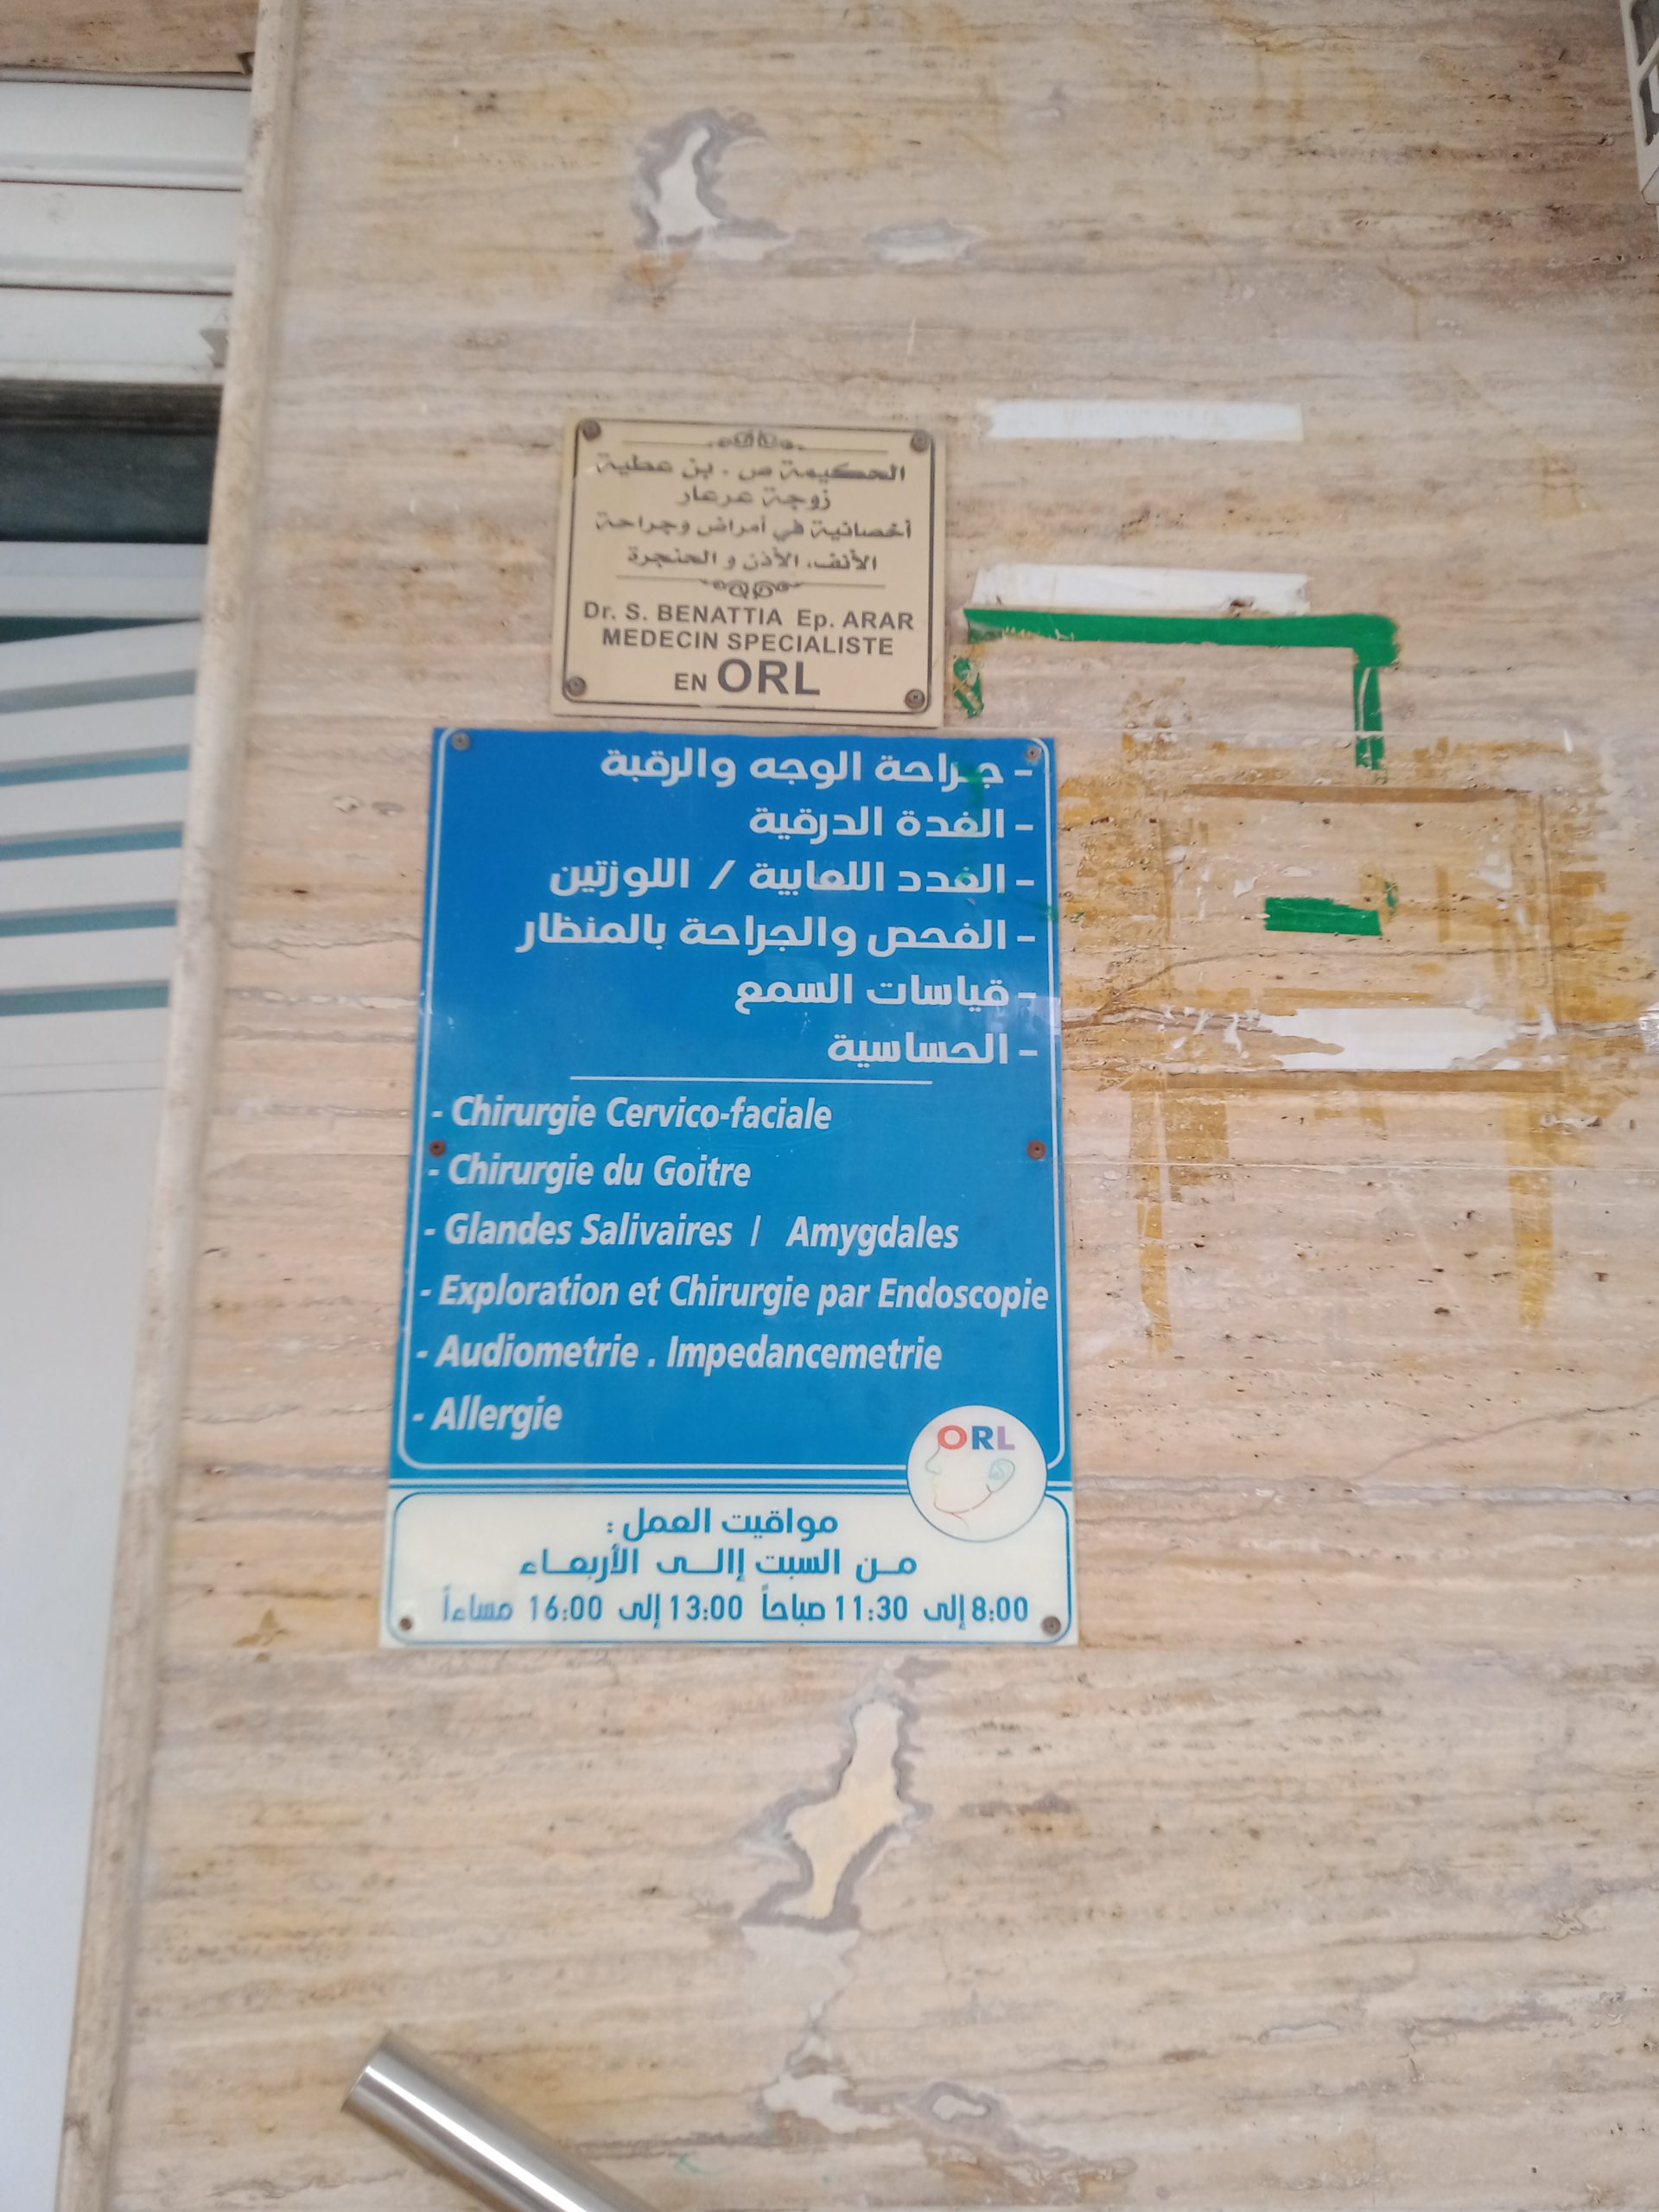 الحكيمة ص . بن عطية
زوجة عرعار
أخصائية في أمراض وجراحة
الأنف، الأذن و الحنجرة
Dr. S. BENATTIA Ep. ARAR
MEDECIN SPECIALISTE
EN ORL
- جراحة الوجه والرقبة
- الغدة الدرقية
- الغدد اللعابية / اللوزتين
- الفحص والجراحة بالمنظار
- قياسات السمع
- الحساسية
- Chirurgie Cervico-faciale
- Chirurgie du Goitre
- Glandes Salivaires / Amygdales
- Exploration et Chirurgie par Endoscopie
- Audiometrie . Impedancemetrie
- Allergie
ORL
مواقيت العمل :
من السبت إالى الأربعاء
8:00 إلى 11:30 صباحاً 13:00 إلى 16:00 مساءاً